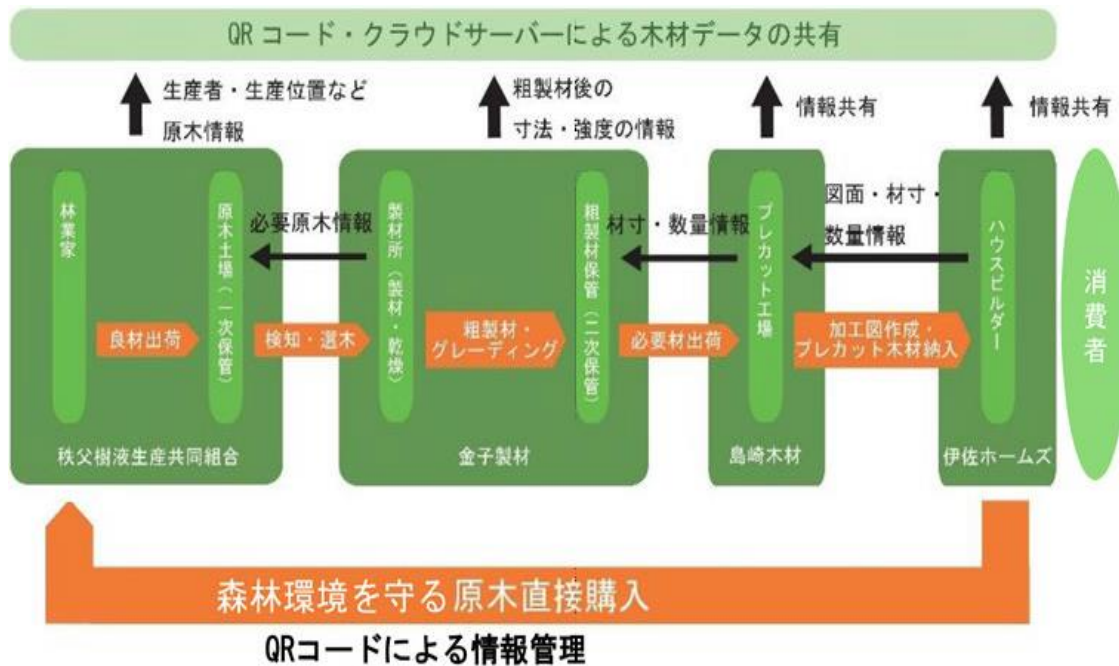 QRコード・クラウドサーバーによる木材データの共有
生産者・生産位置など
原木情報
粗製材後の
寸法・強度の情報
情報共有
情報共有
林業家
原木土場(一次保管)
必要原木情報
製材所(製材・乾燥)
粗製材保管(二次保管)
材寸・数量情報
プレカット工場
図面・材寸・
数量情報
ハウスビルダー
消費者
良材出荷
検知・選木
粗製材・
グレーディング
必要材出荷
加工図作成・
プレカット木材納入
秩父樹液生産共同組合
金子製材
島崎木材
伊佐ホームズ
森林環境を守る原木直接購入
QRコードによる情報管理